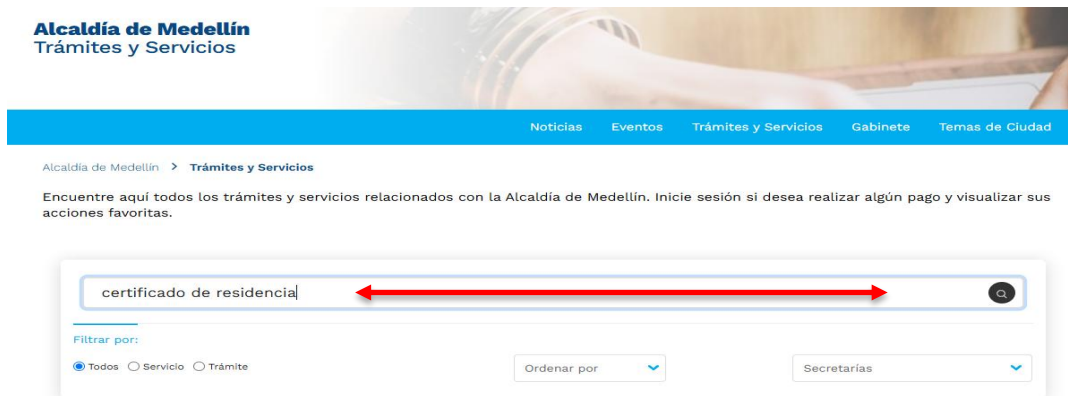 Alcaldía de Medellín
Trámites y Servicios
Noticias Eventos Trámites y Servicios Gabinete Temas de Ciudad
Alcaldía de Medellín > Trámites y Servicios
Encuentre aquí todos los trámites y servicios relacionados con la Alcaldía de Medellín. Inicie sesión si desea realizar algún pago y visualizar sus
acciones favoritas.
certificado de residencia
Filtrar por:
Todos Servicio Trámite
Ordenar por
Secretarías